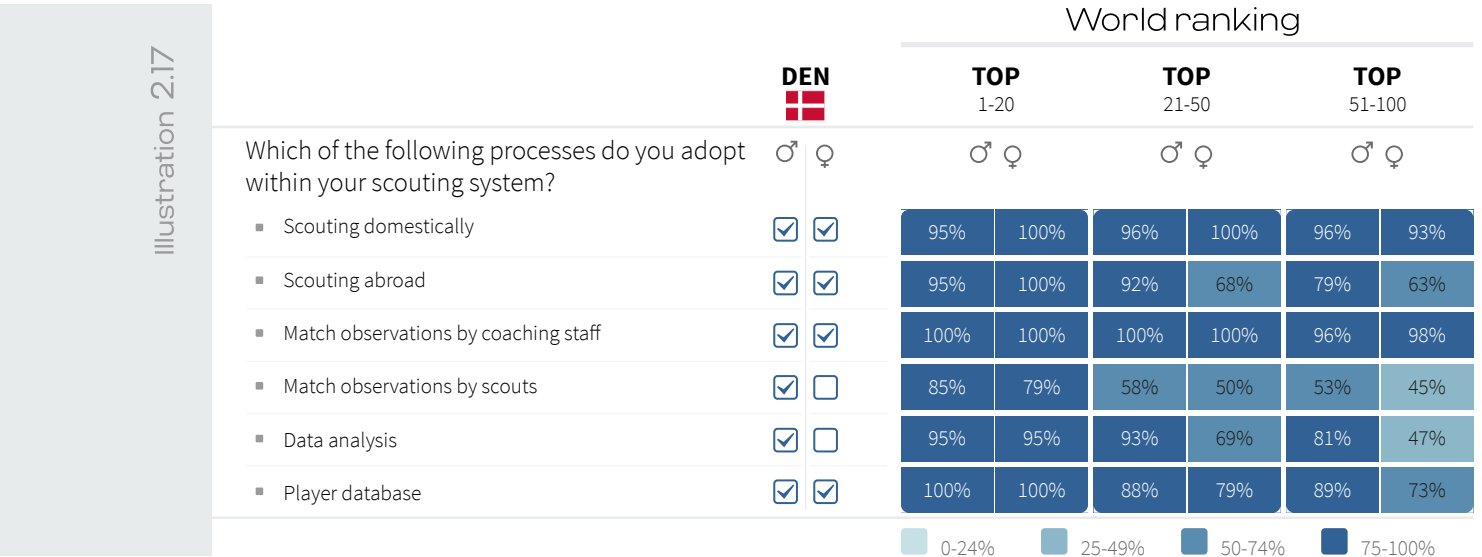 Illustration 2.17
World ranking
DEN TOP TOP TOP
1-20 21-50 51-100
Which of the following processes do you adopt ♂ ♀ ♂ ♀ ♂ ♀ ♂ ♀
within your scouting system?
Scouting domestically 95% 100% 96% 100% 96% 93%
Scouting abroad 95% 100% 92% 68% 79% 63%
Match observations by coaching staff 100% 100% 100% 100% 96% 98%
Match observations by scouts 85% 79% 58% 50% 53% 45%
Data analysis 95% 95% 93% 69% 81% 47%
Player database 100% 100% 88% 79% 89% 73%
0-24% 25-49% 50-74% 75-100%